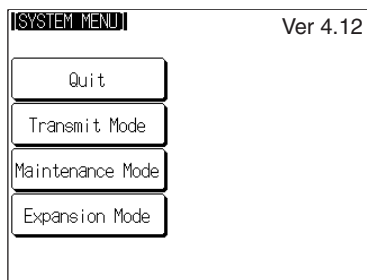 [SYSTEM MENU]
Ver 4.12
Quit
Transmit Mode
Maintenance Mode
Expansion Mode